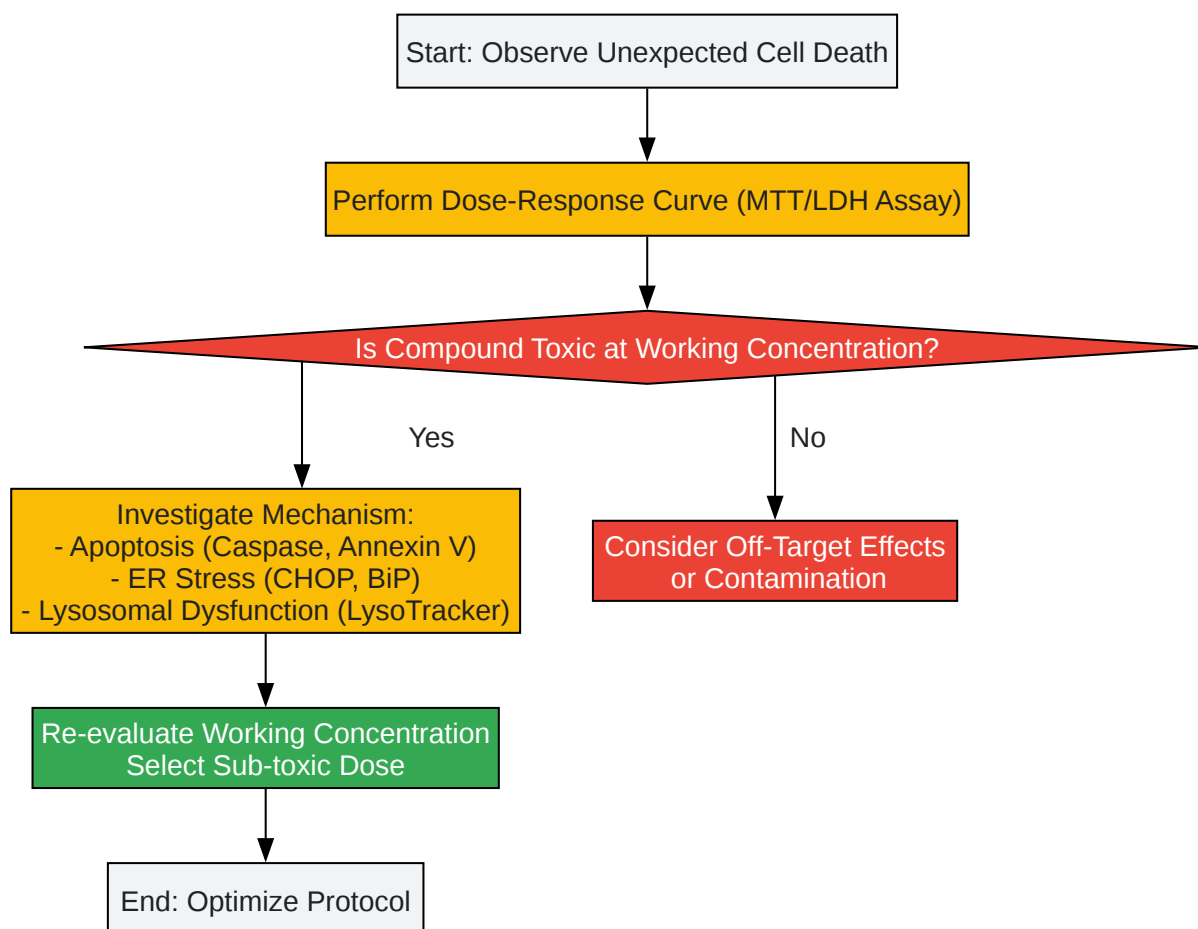 Start: Observe Unexpected Cell Death
Perform Dose-Response Curve (MTT/LDH Assay)
Is Compound Toxic at Working Concentration?
Yes
No
Investigate Mechanism:
- Apoptosis (Caspase, Annexin V)
- ER Stress (CHOP, BiP)
- Lysosomal Dysfunction (LysoTracker)
Consider Off-Target Effects
or Contamination
Re-evaluate Working Concentration
Select Sub-toxic Dose
End: Optimize Protocol